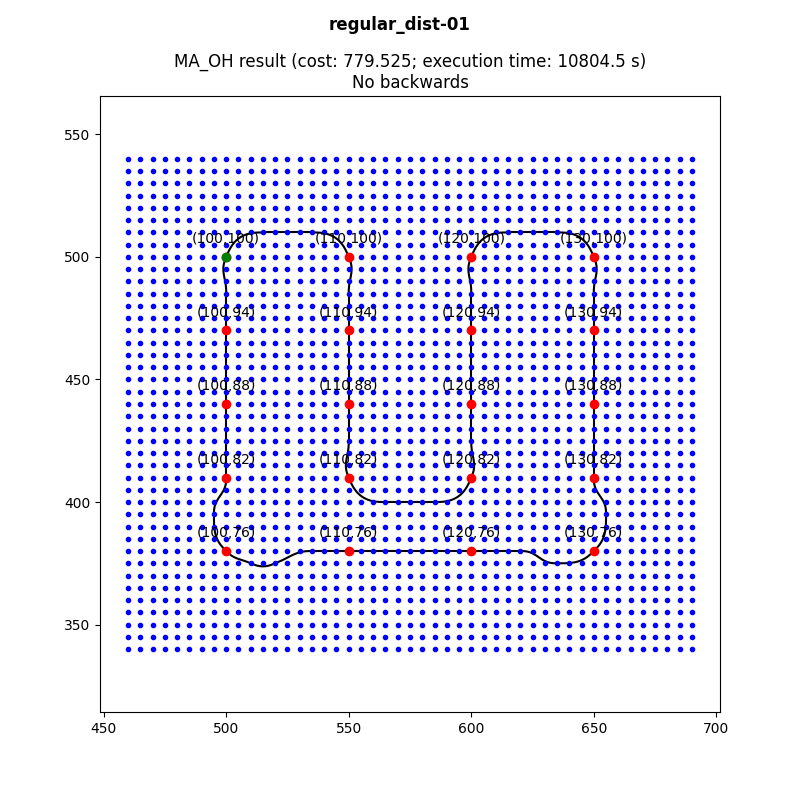 regular_dist-01
MA_OH result (cost: 779.525; execution time: 10804.5 s)
No backwards
550
500
450
400
350
(100,100) (110,100) (120,100) (130,100)
(100,94) (110,94) (120,94) (130,94)
(100,88) (110,88) (120,88) (130,88)
(100,82) (110,82) (120,82) (130,82)
(100,76) (110,76) (120,76) (130,76)
450 500 550 600 650 700